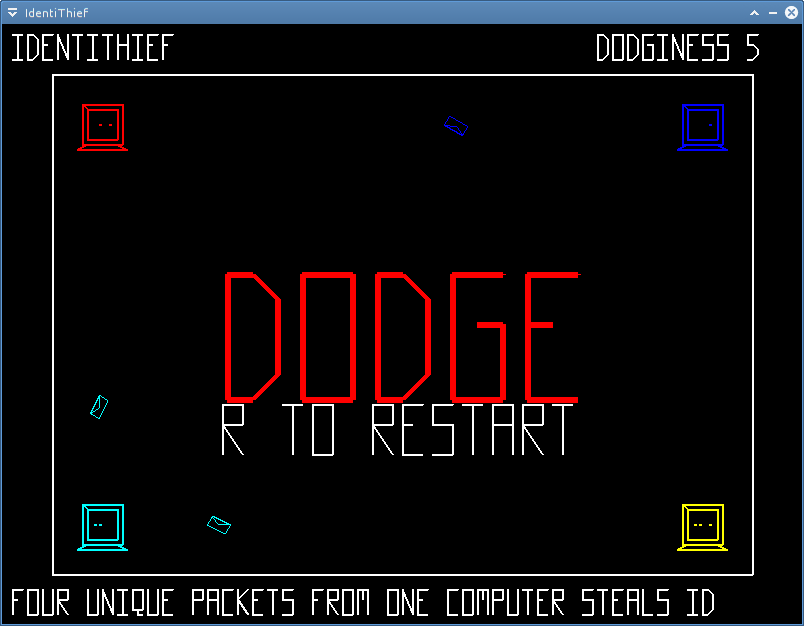 IdentiThief
IDENTITHIEF
DODGINESS 5
DODGE
R TO RESTART
FOUR UNIQUE PACKETS FROM ONE COMPUTER STEALS ID